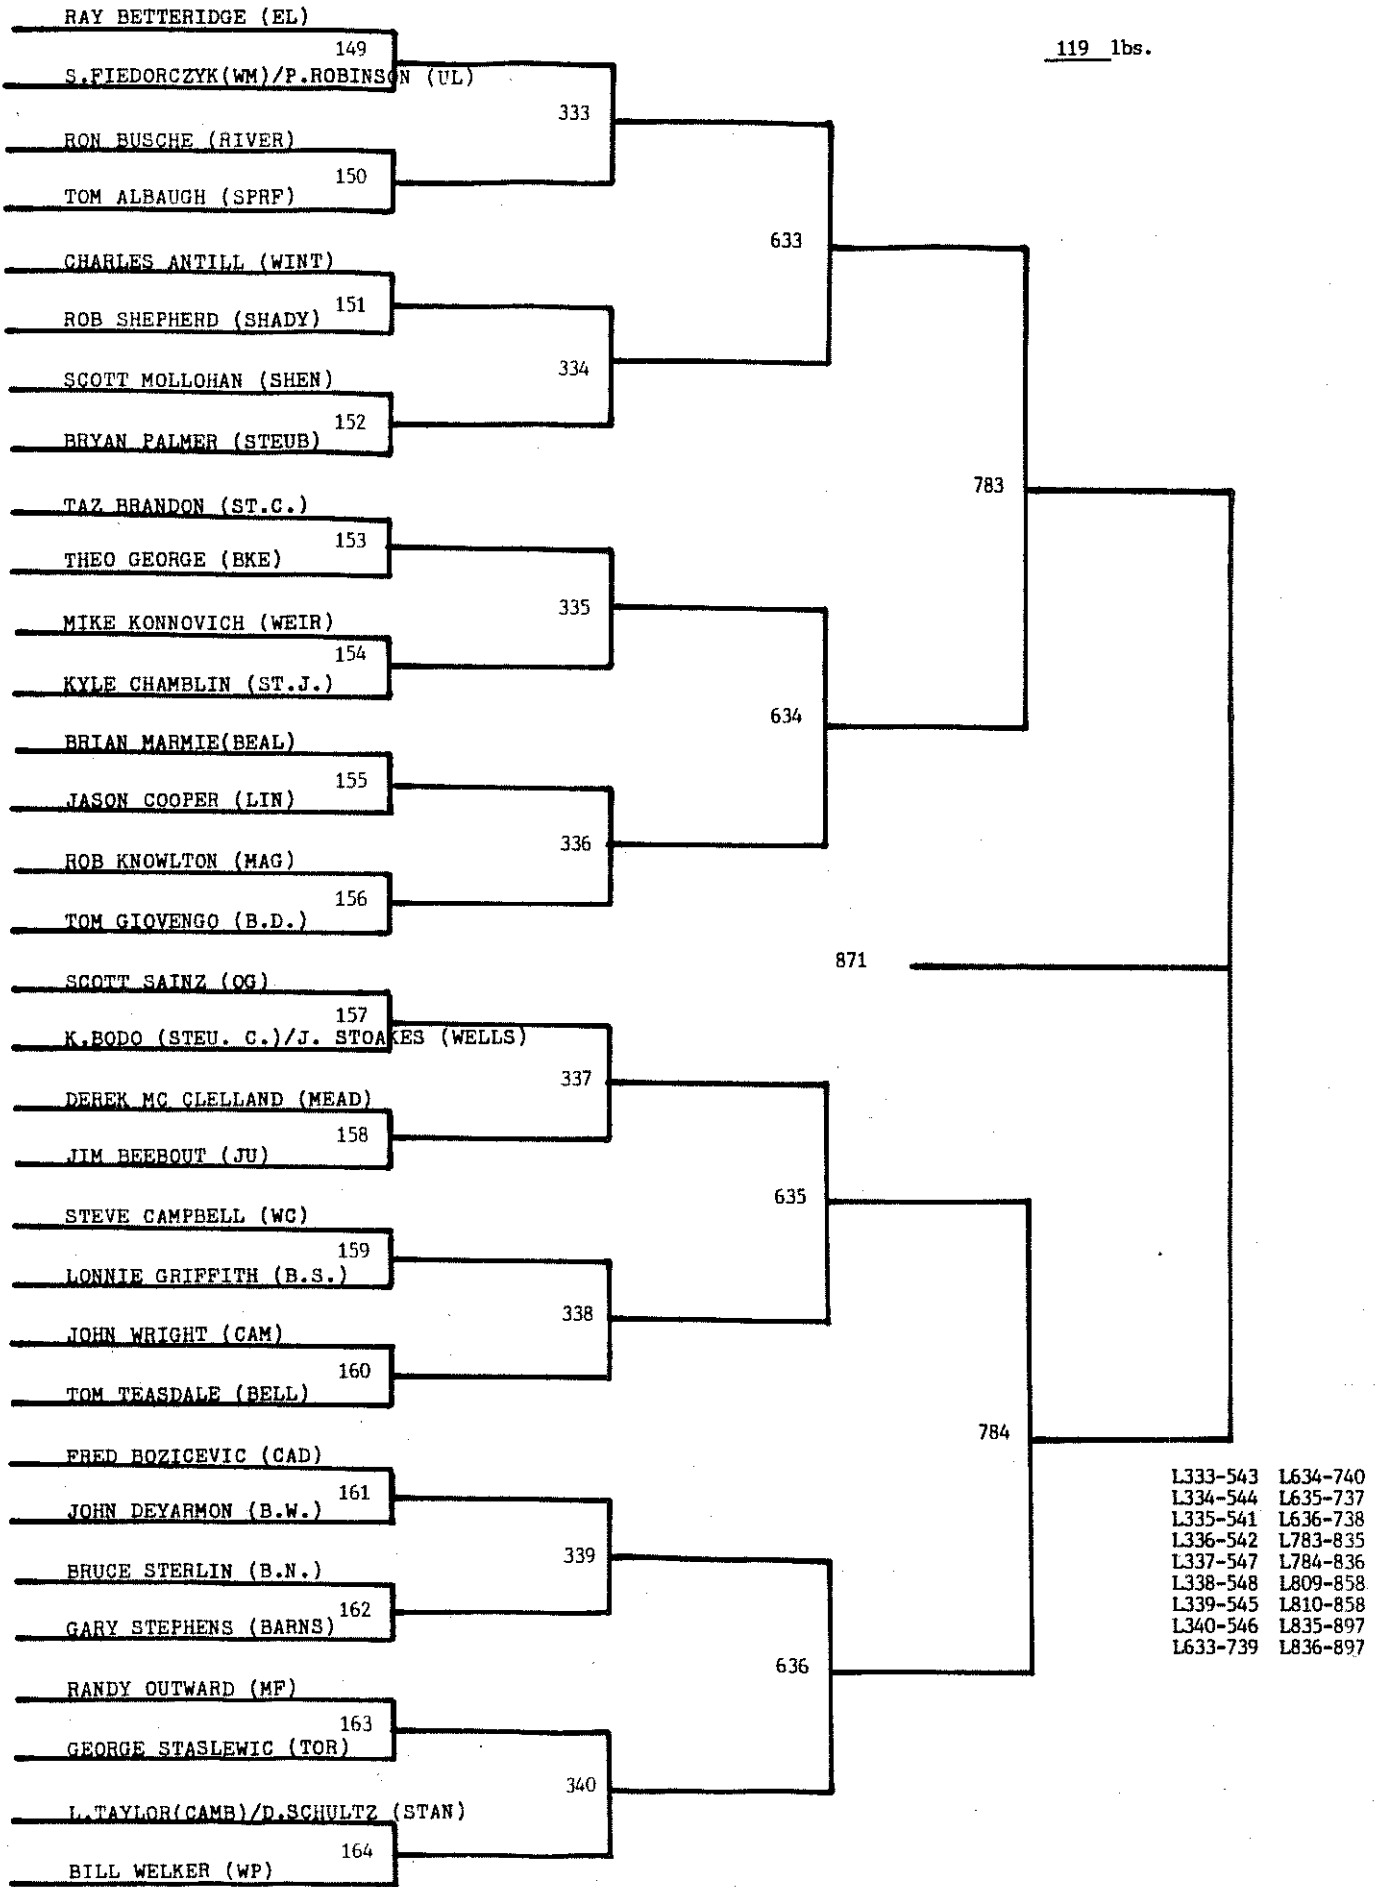 RAY BETTERIDGE (EL)
119 lbs.
149
S.FIEDORCZYK(WM)/P.ROBINSON (UL)
333
RON BUSCHE (RIVER)
150
TOM ALBAUGH (SPRF)
633
CHARLES ANTILL (WINT)
151
ROB SHEPHERD (SHADY)
334
SCOTT MOLLOHAN (SHEN)
152
BRYAN PALMER (STEUB)
783
TAZ BRANDON (ST.C.)
153
THEO GEORGE (BKE)
335
MIKE KONNOVICH (WEIR)
154
KYLE CHAMBLIN (ST.J.)
634
BRIAN MARMIE(BEAL)
155
JASON COOPER (LIN)
336
ROB KNOWLTON (MAG)
156
TOM GIOVENGO (B.D.)
871
SCOTT SAINZ (OG)
157
K.BODO (STEU. C.)/J. STOAKES (WELLS)
337
DEREK MC CLELLAND (MEAD)
158
JIM BEEBOUT (JU)
635
STEVE CAMPBELL (WC)
159
LONNIE GRIFFITH (B.S.)
338
JOHN WRIGHT (CAM)
160
TOM TEASDALE (BELL)
784
FRED BOZICEVIC (CAD)
161
JOHN DEYARMON (B.W.)
339
BRUCE STERLIN (B.N.)
162
GARY STEPHENS (BARNS)
636
RANDY OUTWARD (MF)
163
GEORGE STASLEWIC (TOR)
340
L.TAYLOR(CAMB)/D.SCHULTZ (STAN)
164
BILL WELKER (WP)
L333-543 L634-740
L334-544 L635-737
L335-541 L636-738
L336-542 L783-835
L337-547 L784-836
L338-548 L809-858
L339-545 L810-858
L340-546 L835-897
L633-739 L836-897